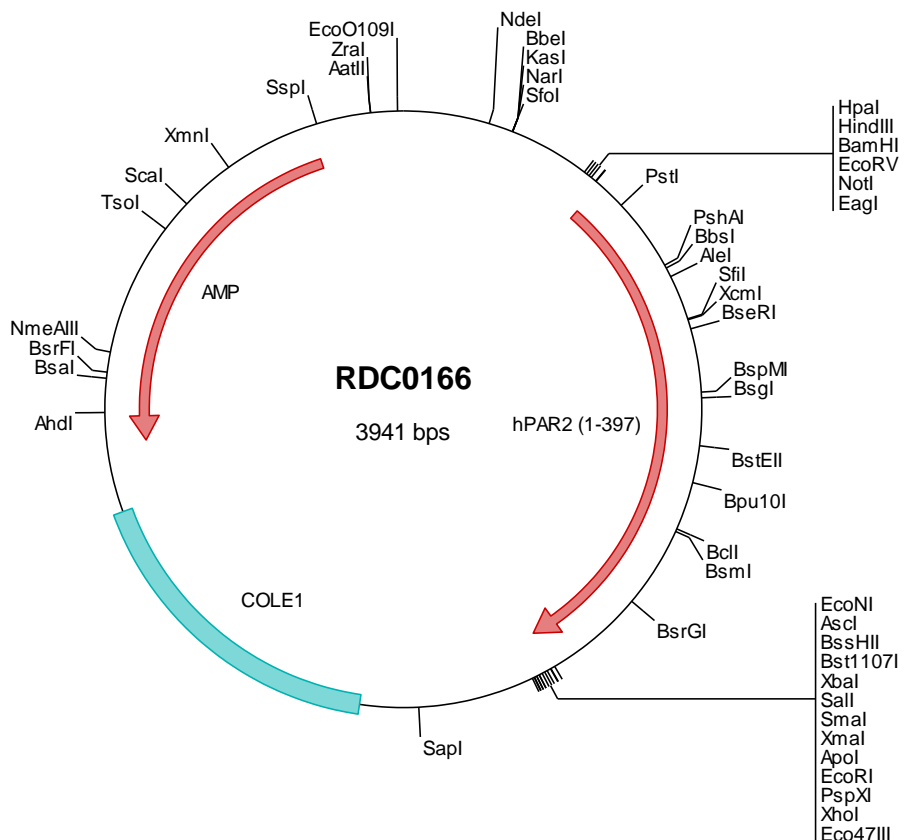 EcoO109I
ZraI
AatII
SspI
XmnI
ScaI
TsoI
NmeAIII
BsrFI
BsaI
AhdI
NdeI
BbeI
KasI
NarI
SfoI
HpaI
HindIII
BamHI
EcoRV
NotI
EagI
PstI
PshAI
BbsI
AleI
SfiI
XcmI
BseRI
BspMI
BsgI
BstEII
Bpu10I
BclI
BsmI
BsrGI
EcoNI
AscI
BssHII
Bst1107I
XbaI
SalI
SmaI
XmaI
ApoI
EcoRI
PspXI
XhoI
Eco47III
SapI
AMP
RDC0166
3941 bps
hPAR2 (1-397)
COLE1